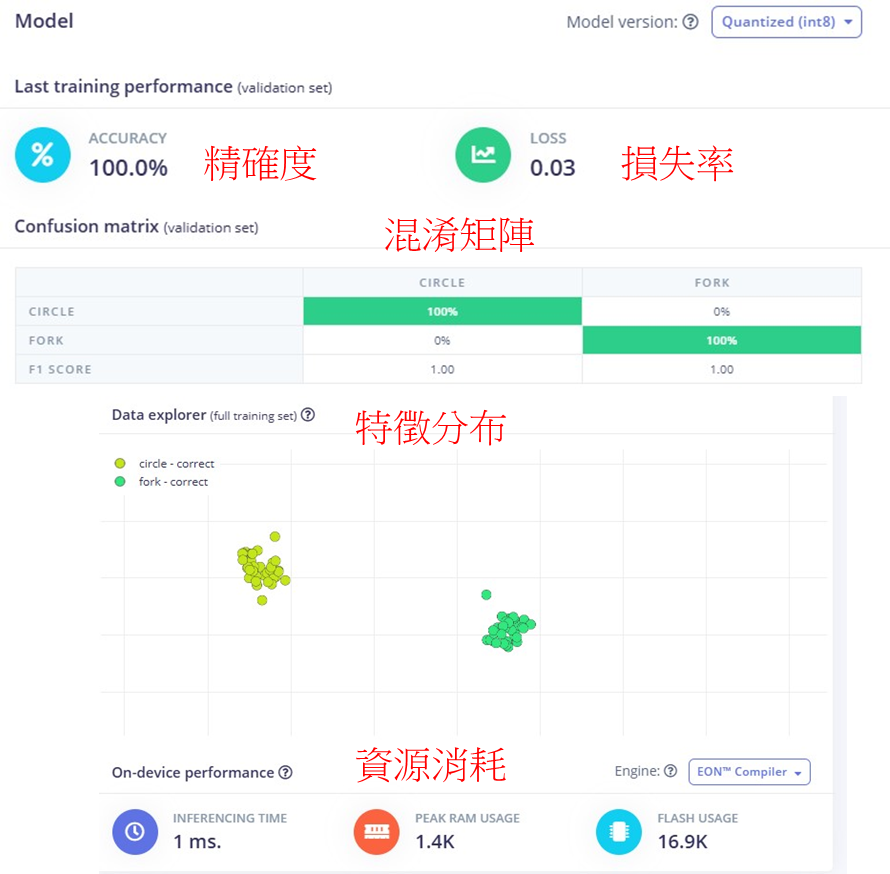 Model
Model version: Quantized (int8)
Last training performance (validation set)
%
ACCURACY
100.0%
精確度
LOSS
0.03
損失率
Confusion matrix (validation set)
混淆矩陣
CIRCLE FORK
CIRCLE 100% 0%
FORK 0% 100%
F1 SCORE 1.00 1.00
Data explorer (full training set) ?
特徵分布
circle - correct
fork - correct
資源消耗
On-device performance ?
Engine: ? EON™ Compiler
INFERENCING TIME
1 ms.
PEAK RAM USAGE
1.4K
FLASH USAGE
16.9K